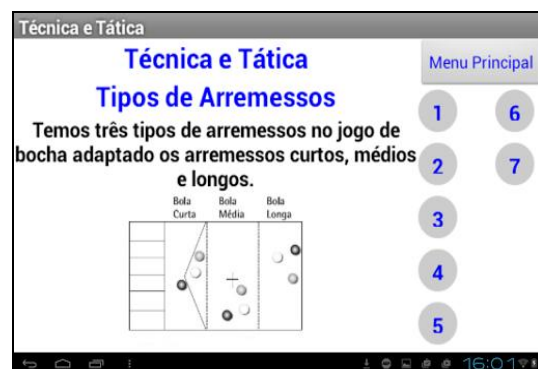 Técnica e Tática
Técnica e Tática
Menu Principal
Tipos de Arremessos
Temos três tipos de arremessos no jogo de
bocha adaptado os arremessos curtos, médios
e longos.
Bola Curta
Bola Média
Bola Longa
1
6
2
7
3
4
5
16:01